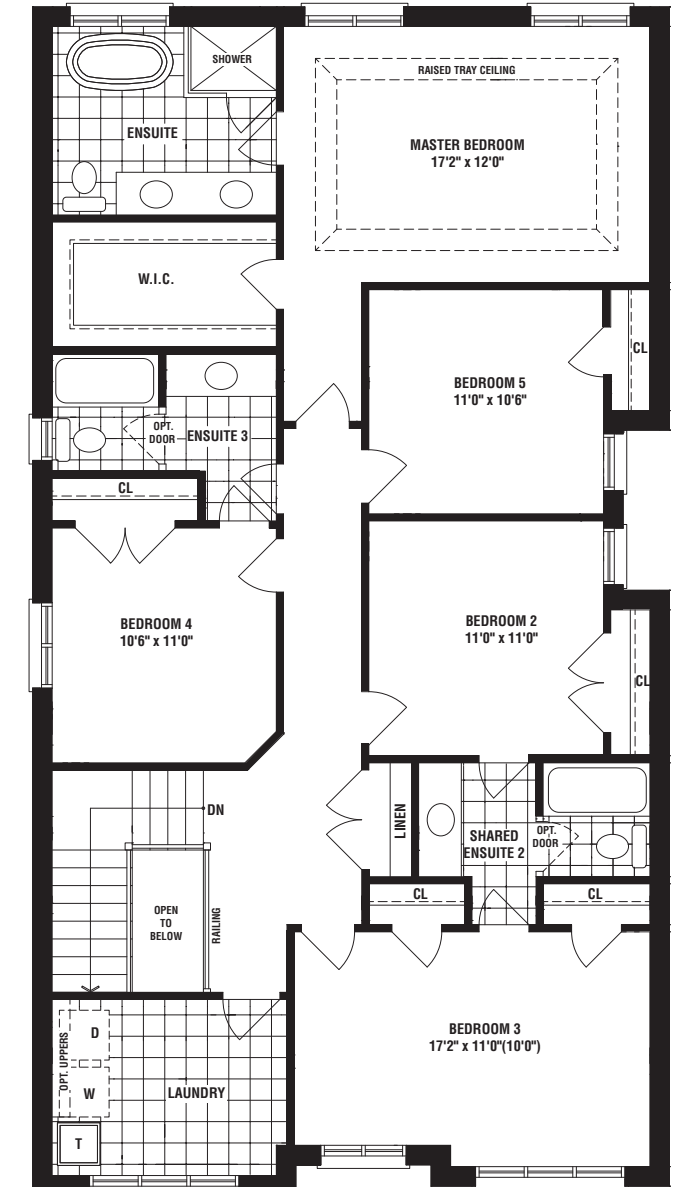 SHOWER
RAISED TRAY CEILING
ENSUITE
MASTER BEDROOM
17'2" x 12'0"
W.I.C.
CL
BEDROOM 5
11'0" x 10'6"
OPT.
DOOR
ENSUITE 3
CL
BEDROOM 4
10'6" x 11'0"
BEDROOM 2
11'0" x 11'0"
CL
DN
LINEN
SHARED
ENSUITE 2
OPT.
DOOR
CL
CL
OPEN
TO
BELOW
RAILING
BEDROOM 3
17'2" x 11'0"(10'0")
OPT. UPPERS
D
W
LAUNDRY
T